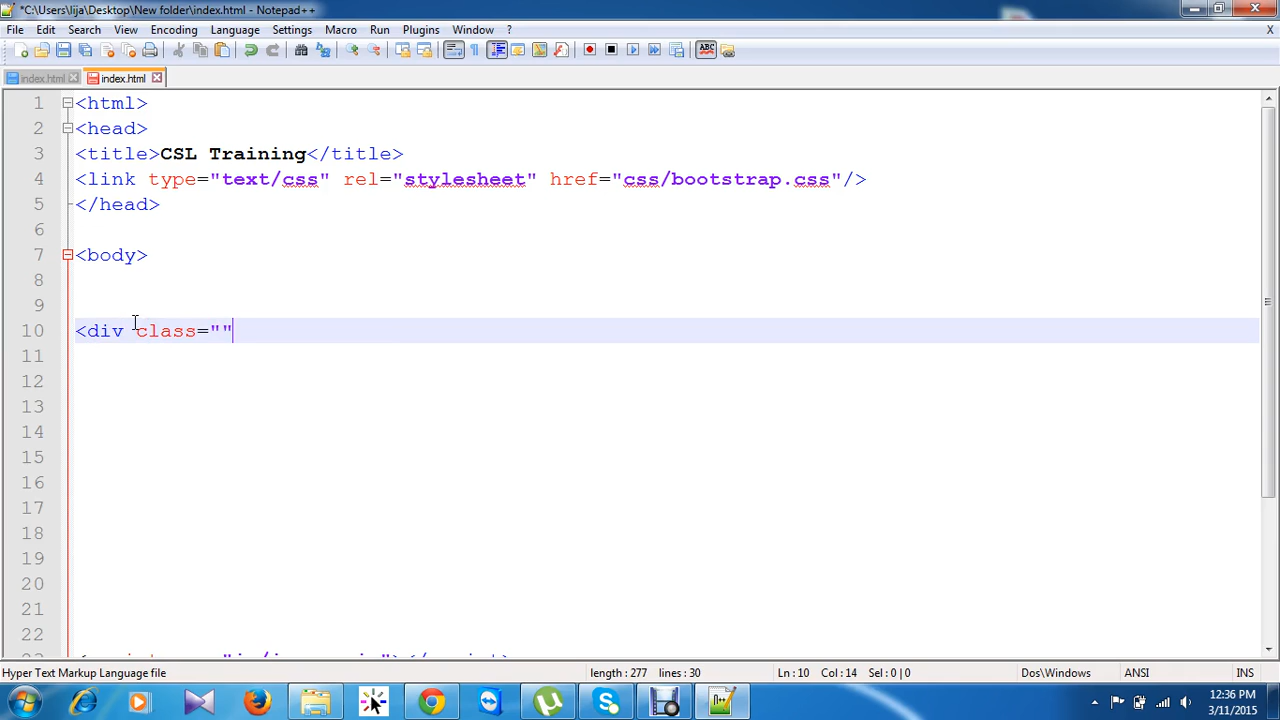 *C:\Users\lija\Desktop\New folder\index.html - Notepad++
File Edit Search View Encoding Language Settings Macro Run Plugins Window ? X
index.html index.html
1 <html>
2 <head>
3 <title>CSL Training</title>
4 <link type="text/css" rel="stylesheet" href="css/bootstrap.css"/>
5 </head>
6
7 <body>
8
9
10 <div class=""
11
12
13
14
15
16
17
18
19
20
21
22
Hyper Text Markup Language file length : 277 lines : 30 Ln : 10 Col : 14 Sel : 0 | 0 Dos\Windows ANSI INS
12:36 PM
3/11/2015